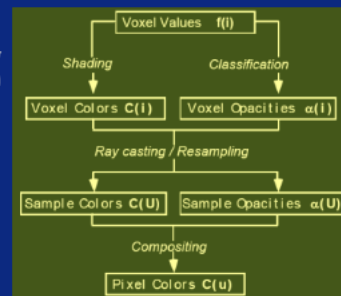 Voxel Values f(i)
Shading Classification
Voxel Colors C(i) Voxel Opacities α(i)
Ray casting / Resampling
Sample Colors C(U) Sample Opacities α(U)
Compositing
Pixel Colors C(u)